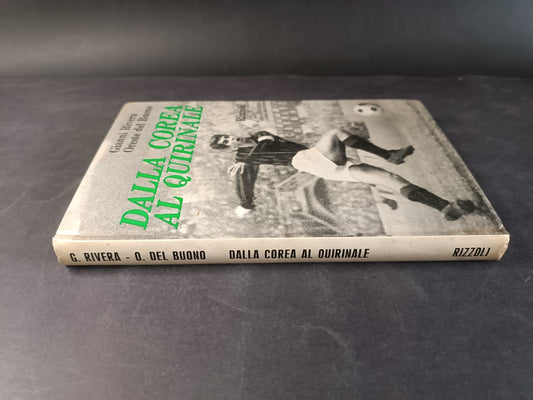 Gianni Rivera
Oreste del Buono
DALLA COREA
AL QUIRINALE
Rizzoli
G. RIVERA - O. DEL BUONO DALLA COREA AL QUIRINALE RIZZOLI